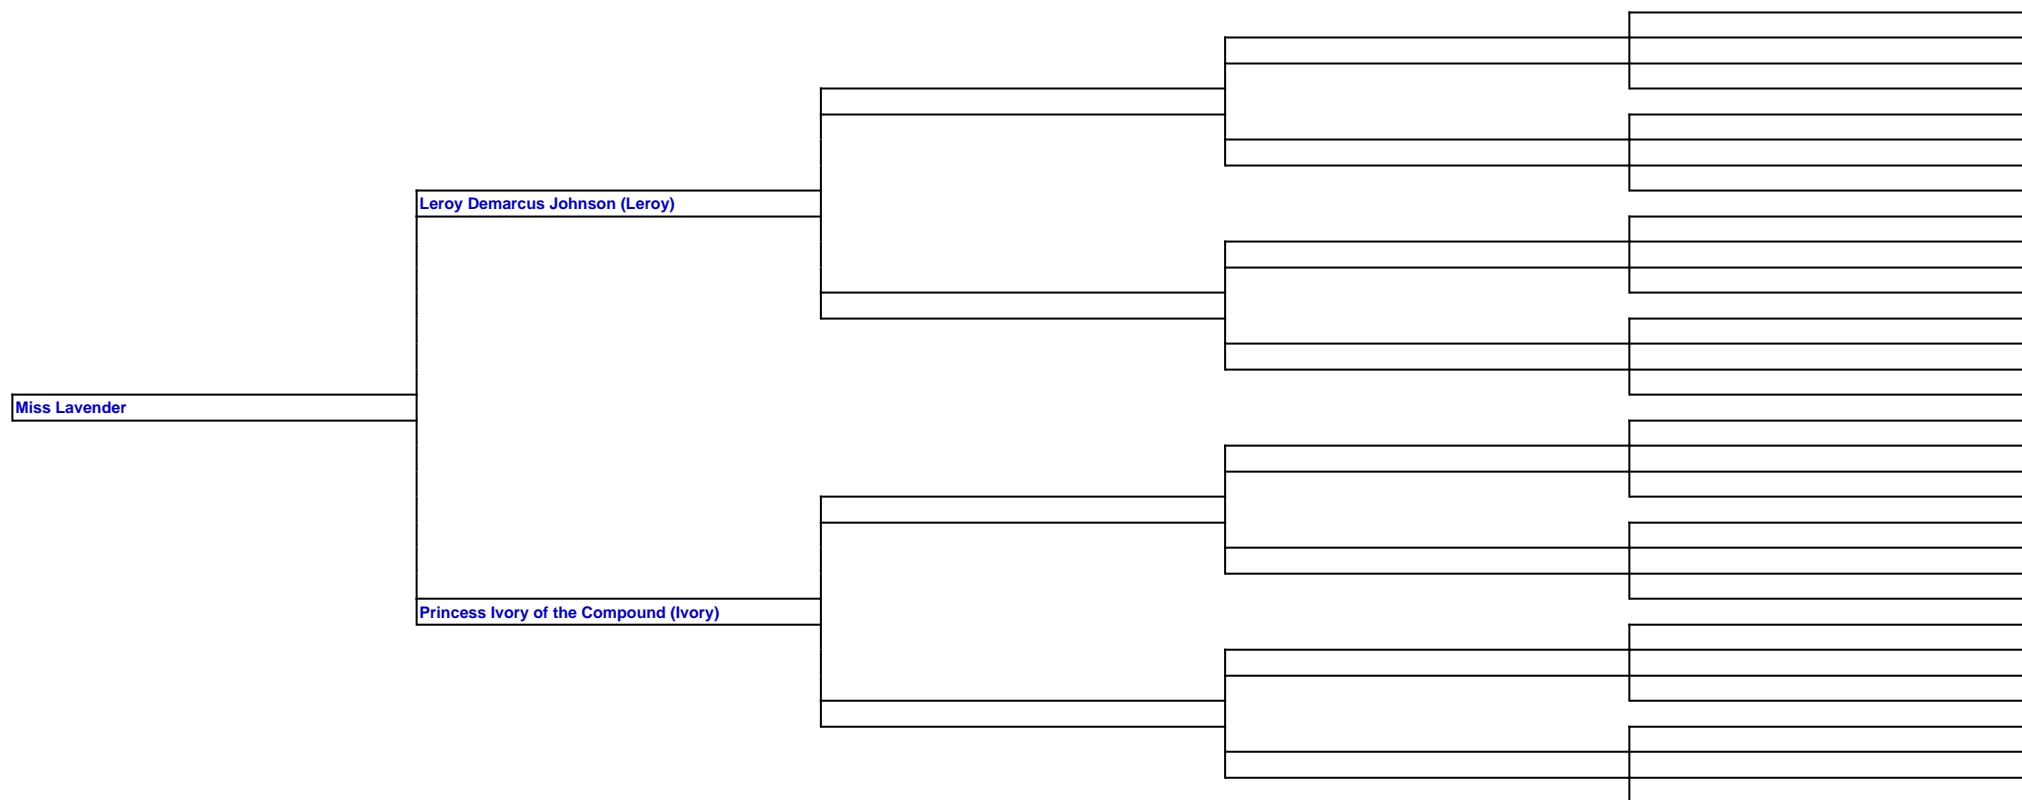 Leroy Demarcus Johnson (Leroy)
Miss Lavender
Princess Ivory of the Compound (Ivory)